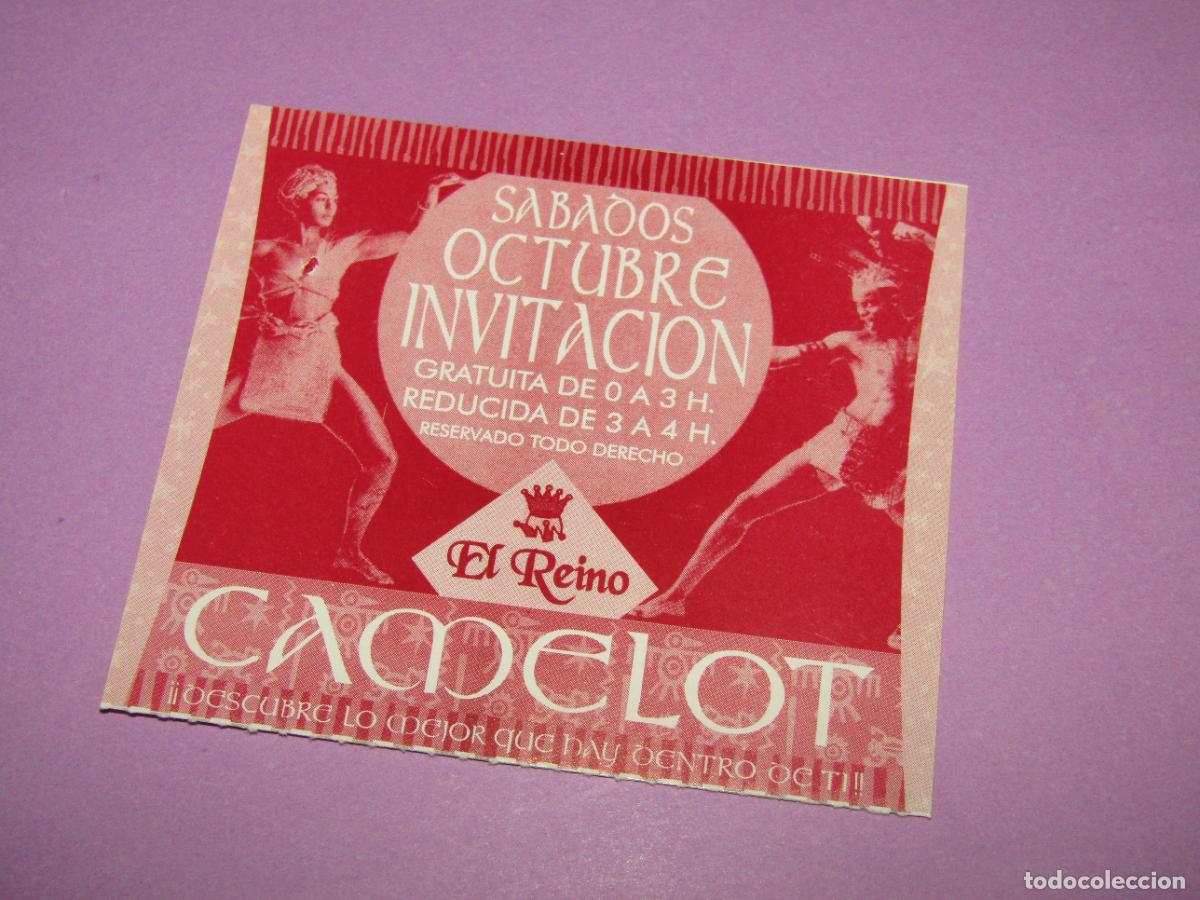 SABADOS
OCTUBRE
INVITACION
GRATUITA DE 0 A 3 H.
REDUCIDA DE 3 A 4 H.
RESERVADO TODO DERECHO
El Reino
CAMELOT
¡¡DESCUBRE LO MEJOR QUE HAY DENTRO DE TI!!
todocoleccion